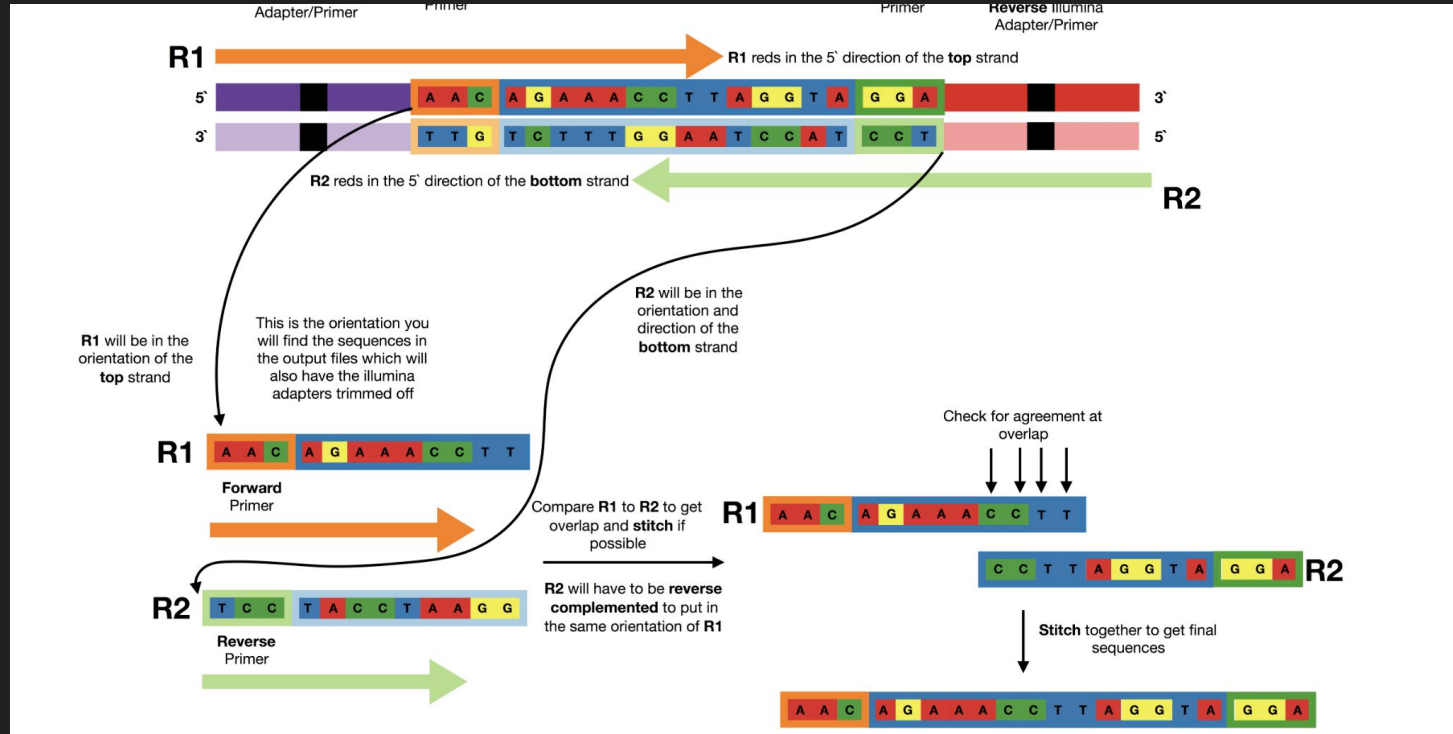 Adapter/Primer
Primer
Primer
Reverse Illumina
Adapter/Primer
R1
R1 reds in the 5` direction of the top strand
5`
A A C A G A A A C C T T A G G T A G G A
3`
3`
T T G T C T T T G G A A T C C A T C C T
5`
R2 reds in the 5` direction of the bottom strand
R2
R2 will be in the
orientation and
direction of the
bottom strand
R1 will be in the
orientation of the
top strand
This is the orientation you
will find the sequences in
the output files which will
also have the illumina
adapters trimmed off
R1
A A C A G A A A C C T T
Forward
Primer
R2
T C C T A C C T A A G G
Reverse
Primer
Compare R1 to R2 to get
overlap and stitch if
possible
R2 will have to be reverse
complemented to put in
the same orientation of R1
Check for agreement at
overlap
R1
A A C A G A A A C C T T
C C T T A G G T A G G A
R2
Stitch together to get final
sequences
A A C A G A A A C C T T A G G T A G G A